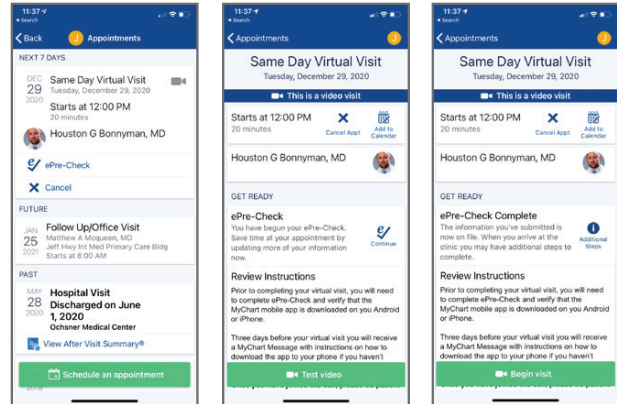 11:37
Search
Back
J
Appointments
NEXT 7 DAYS
DEC
29
2020
Same Day Virtual Visit
Tuesday, December 29, 2020
Starts at 12:00 PM
20 minutes
Houston G Bonnyman, MD
ePre-Check
Cancel
FUTURE
JAN
25
2021
Follow Up/Office Visit
Matthew A Mcqueen, MD
Jeff Hwy Int Med Primary Care Bldg
Starts at 8:00 AM
PAST
MAY
28
2020
Hospital Visit
Discharged on June
1, 2020
Ochsner Medical Center
View After Visit Summary®
Schedule an appointment
11:37
Search
Appointments
J
Same Day Virtual Visit
Tuesday, December 29, 2020
This is a video visit
Starts at 12:00 PM
20 minutes
Cancel Appt
Add to
Calendar
Houston G Bonnyman, MD
GET READY
ePre-Check
You have begun your ePre-Check.
Save time at your appointment by
updating more of your information
now.
Continue
Review Instructions
Prior to completing your virtual visit, you will need
to complete ePre-Check and verify that the
MyChart mobile app is downloaded on you Android
or iPhone.
Three days before your virtual visit you will receive
a MyChart Message with instructions on how to
download the app to your phone if you haven't
Test video
11:37
Search
Appointments
J
Same Day Virtual Visit
Tuesday, December 29, 2020
This is a video visit
Starts at 12:00 PM
20 minutes
Cancel Appt
Add to
Calendar
Houston G Bonnyman, MD
GET READY
ePre-Check Complete
The information you've submitted is
now on file. When you arrive at the
clinic you may have additional steps to
complete.
Additional
Steps
Review Instructions
Prior to completing your virtual visit, you will need
to complete ePre-Check and verify that the
MyChart mobile app is downloaded on you Android
or iPhone.
Three days before your virtual visit you will receive
a MyChart Message with instructions on how to
download the app to your phone if you haven't
Begin visit